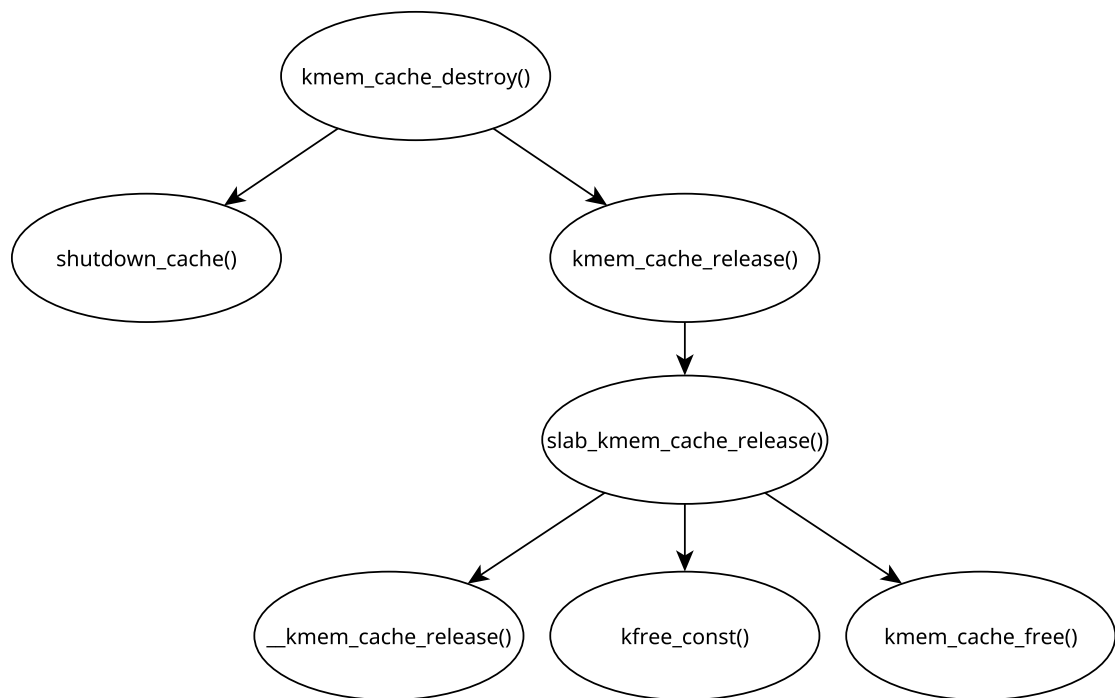 kmem_cache_destroy()
shutdown_cache()
kmem_cache_release()
slab_kmem_cache_release()
__kmem_cache_release()
kfree_const()
kmem_cache_free()